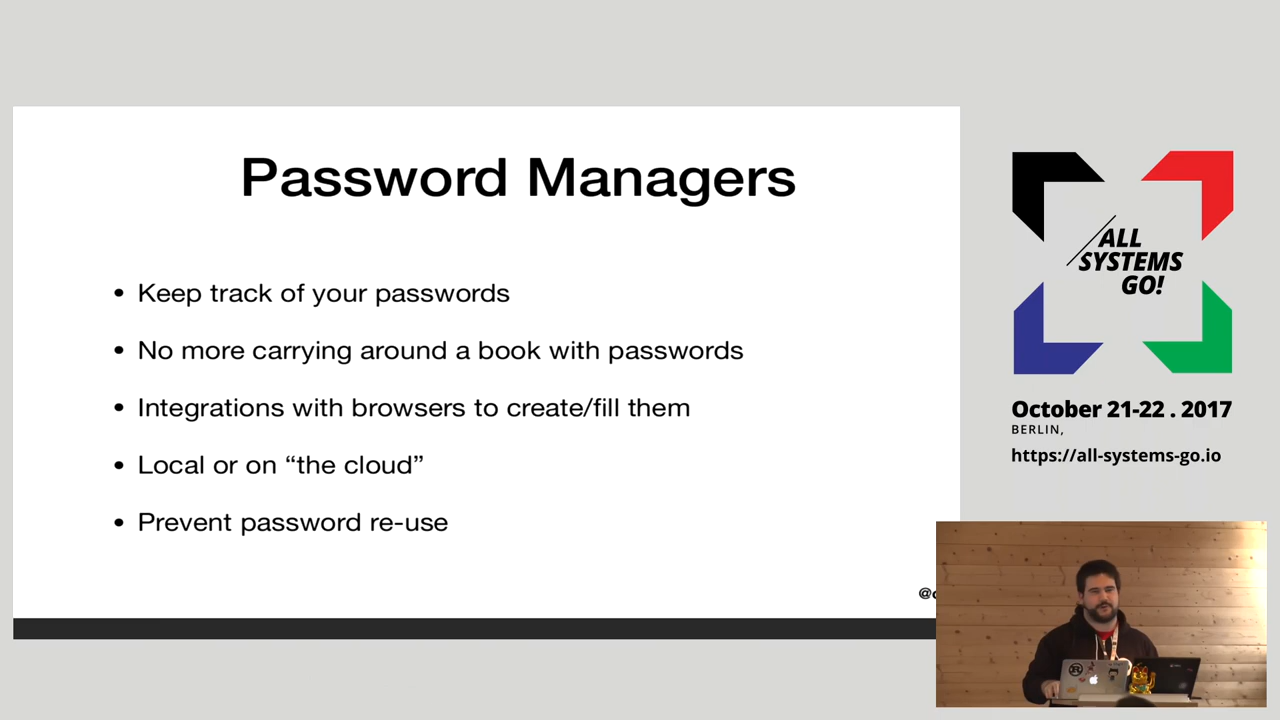 Password Managers
• Keep track of your passwords
• No more carrying around a book with passwords
• Integrations with browsers to create/fill them
• Local or on “the cloud”
• Prevent password re-use
ALL
SYSTEMS
GO!
October 21-22 . 2017
BERLIN,
https://all-systems-go.io